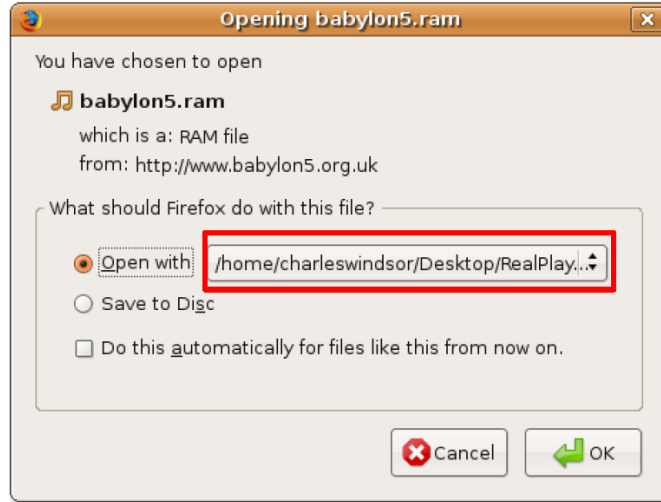 Opening babylon5.ram
You have chosen to open
babylon5.ram
which is a: RAM file
from: http://www.babylon5.org.uk
What should Firefox do with this file?
Open with /home/charleswindsor/Desktop/RealPlay...
Save to Disc
Do this automatically for files like this from now on.
Cancel OK